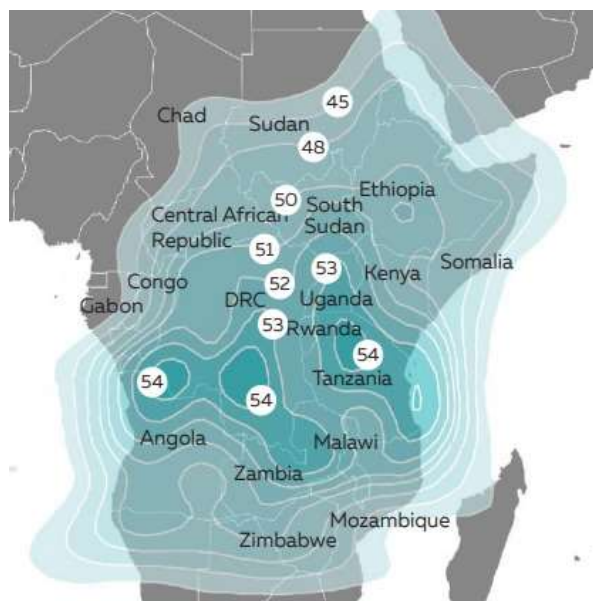 45
Chad
Sudan
48
Ethiopia
50
South
Sudan
Central African
Republic
51
Somalia
53
Kenya
Congo
52
Gabon
DRC
Uganda
53
Rwanda
54
Tanzania
54
54
Angola
Malawi
Zambia
Mozambique
Zimbabwe